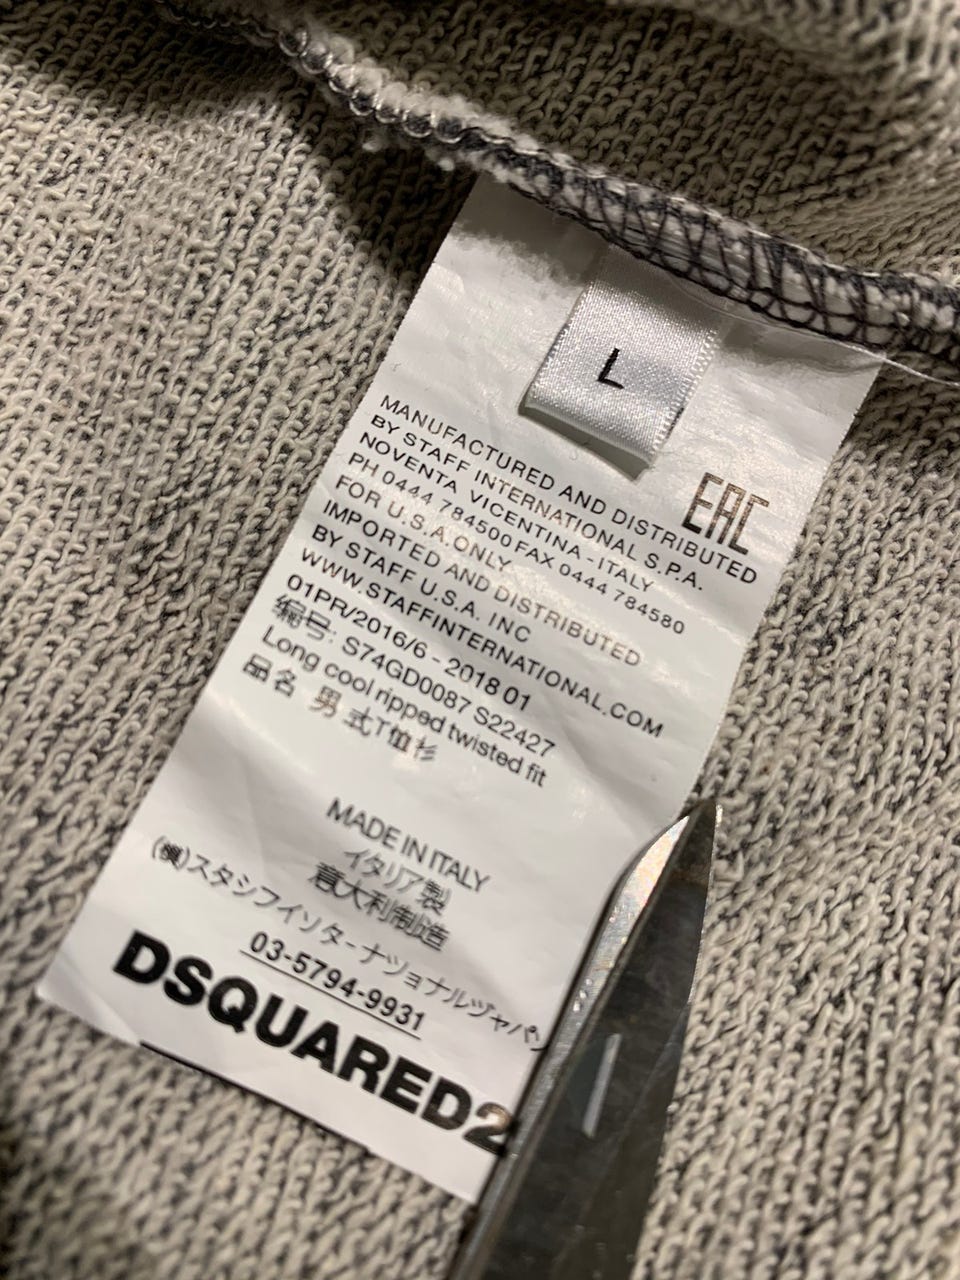 L
EAC
MANUFACTURED AND DISTRIBUTED
BY STAFF INTERNATIONAL S.P.A.
NOVENTA VICENTINA - ITALY
PH 0444 784500 FAX 0444 784580
FOR U.S.A. ONLY
IMPORTED AND DISTRIBUTED
BY STAFF U.S.A. INC
WWW.STAFFINTERNATIONAL.COM
01PR/2016/6 - 2018 01
编号: S74GD0087 S22427
Long cool ripped twisted fit
品名 男式T恤衫
MADE IN ITALY
イタリア製
意大利制造
スタシフイソターナツョナルヅャパ
03-5794-9931
DSQUARED2